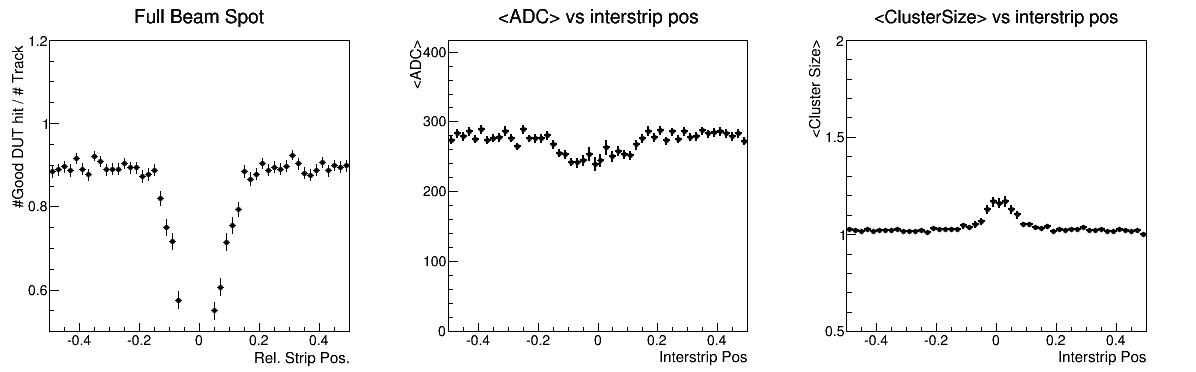 Full Beam Spot
#Good DUT hit / # Track
1.2
1
0.8
0.6
-0.4 -0.2 0 0.2 0.4
Rel. Strip Pos.
<ADC> vs interstrip pos
<ADC>
400
300
200
100
0
-0.4 -0.2 0 0.2 0.4
Interstrip Pos
<ClusterSize> vs interstrip pos
<Cluster Size>
2
1.5
1
0.5
-0.4 -0.2 0 0.2 0.4
Interstrip Pos